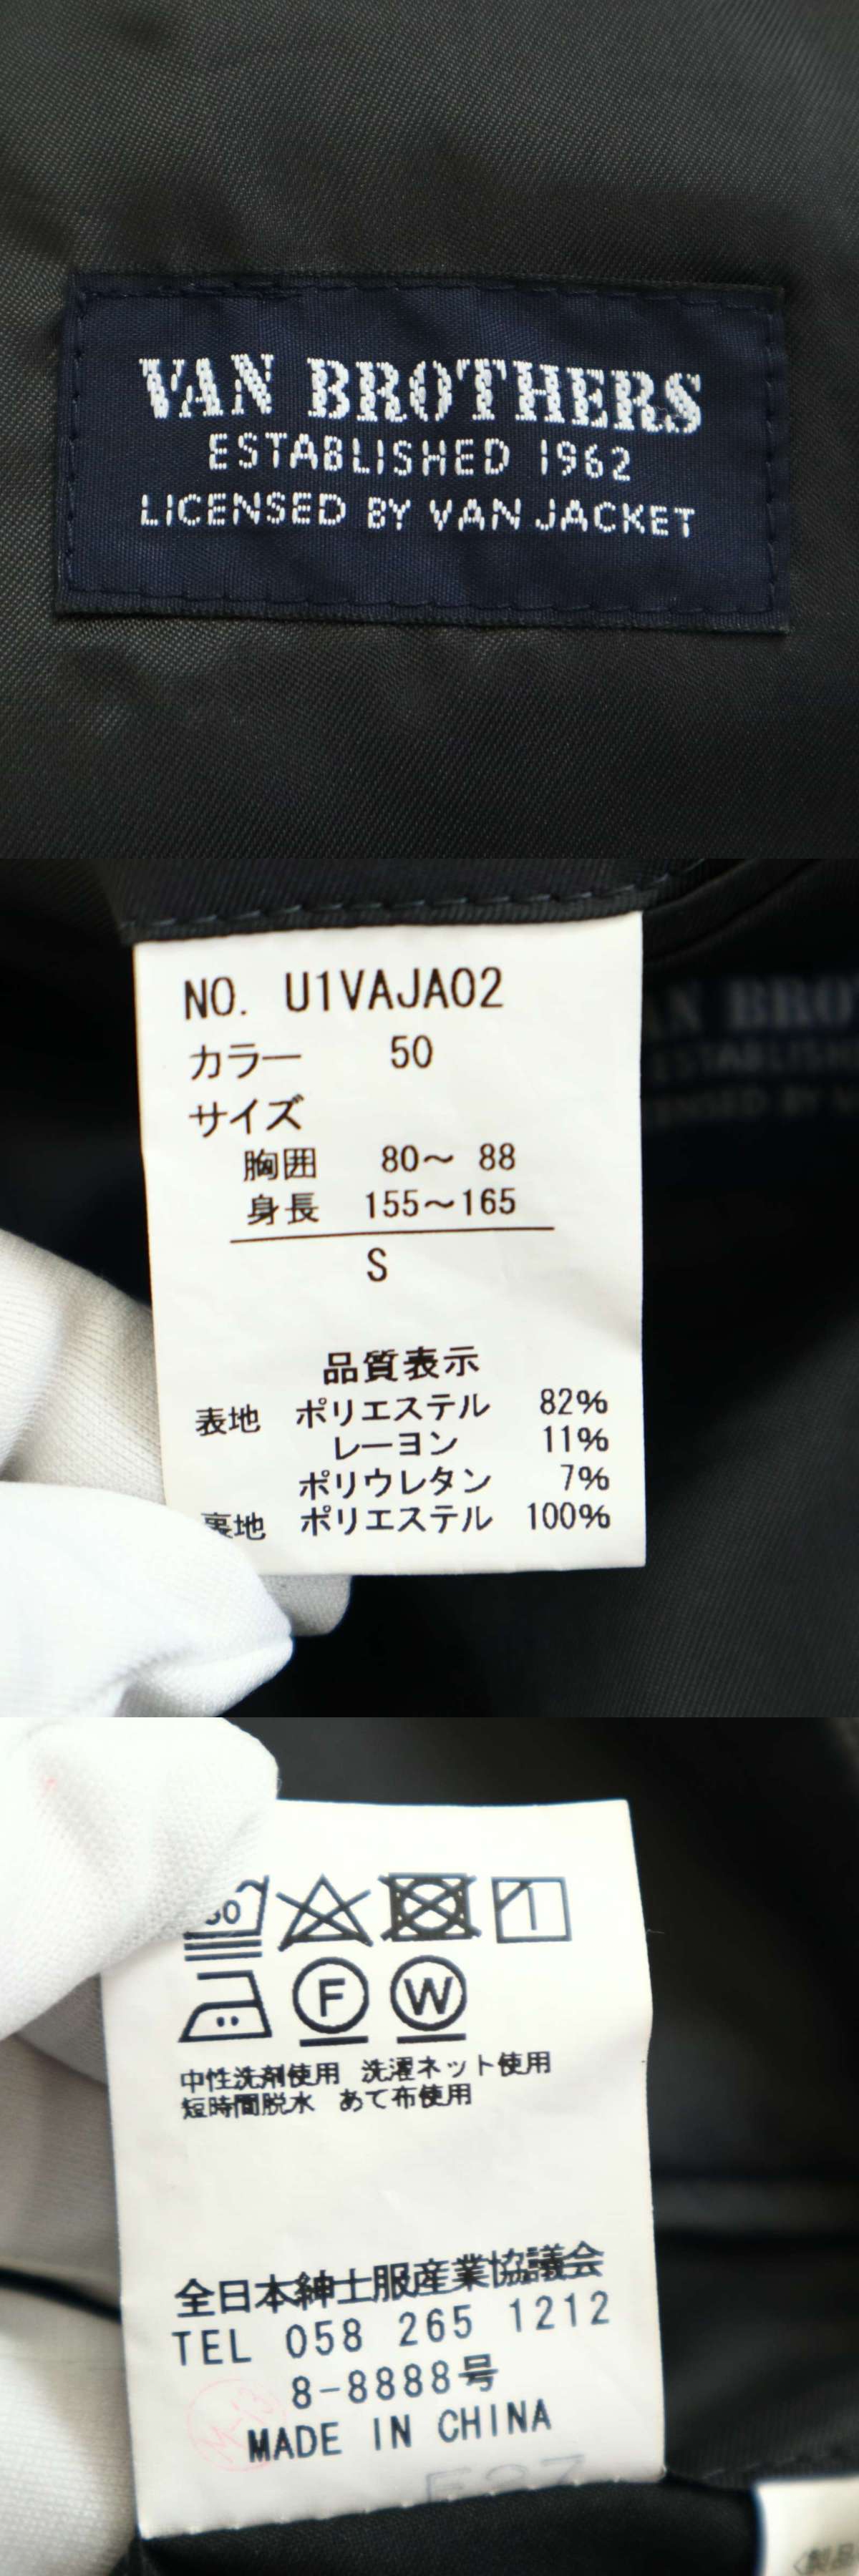 VAN BROTHERS
ESTABLISHED 1962
LICENSED BY VAN JACKET
AN BRO
ESTABLISH
NO. U1VAJA02
カラー 50
サイズ
胸囲 80〜 88
身長 155〜165
S
品質表示
表地 ポリエステル 82%
レーヨン 11%
ポリウレタン 7%
裏地 ポリエステル 100%
30
F W
中性洗剤使用 洗濯ネット使用
短時間脱水 あて布使用
全日本紳士服産業協議会
TEL 058 265 1212
8-8888号
MADE IN CHINA
製品